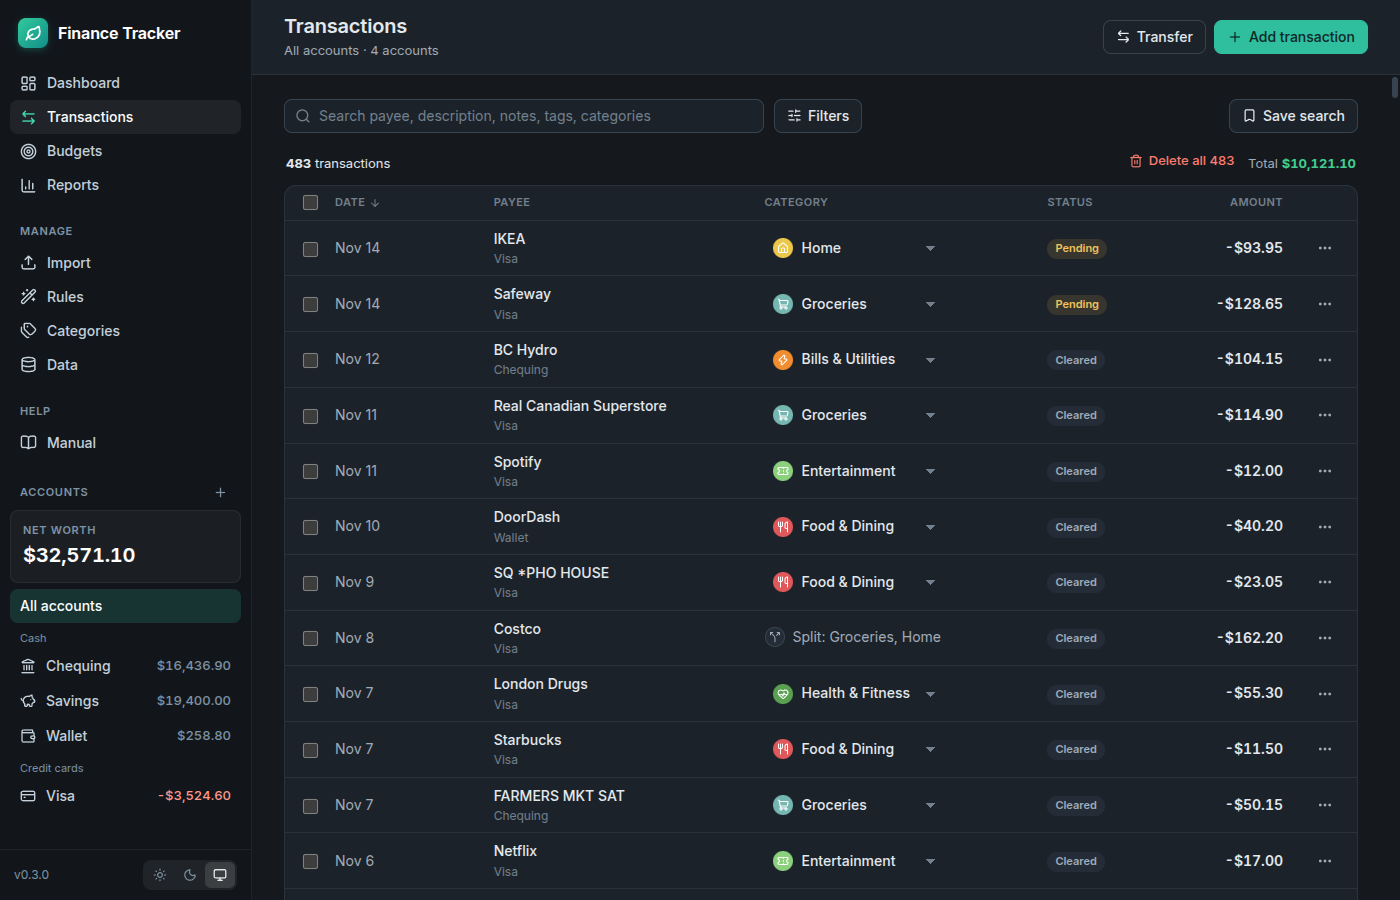 Finance Tracker
Dashboard
Transactions
Budgets
Reports
MANAGE
Import
Rules
Categories
Data
HELP
Manual
ACCOUNTS
NET WORTH
$32,571.10
All accounts
Cash
Chequing $16,436.90
Savings $19,400.00
Wallet $258.80
Credit cards
Visa -$3,524.60
v0.3.0
Transactions
All accounts · 4 accounts
Transfer
Add transaction
Search payee, description, notes, tags, categories
Filters
Save search
483 transactions
Delete all 483
Total $10,121.10
DATE PAYEE CATEGORY STATUS AMOUNT
Nov 14 IKEA Home Pending -$93.95
Visa
Nov 14 Safeway Groceries Pending -$128.65
Visa
Nov 12 BC Hydro Bills & Utilities Cleared -$104.15
Chequing
Nov 11 Real Canadian Superstore Groceries Cleared -$114.90
Visa
Nov 11 Spotify Entertainment Cleared -$12.00
Visa
Nov 10 DoorDash Food & Dining Cleared -$40.20
Wallet
Nov 9 SQ *PHO HOUSE Food & Dining Cleared -$23.05
Visa
Nov 8 Costco Split: Groceries, Home Cleared -$162.20
Visa
Nov 7 London Drugs Health & Fitness Cleared -$55.30
Visa
Nov 7 Starbucks Food & Dining Cleared -$11.50
Visa
Nov 7 FARMERS MKT SAT Groceries Cleared -$50.15
Chequing
Nov 6 Netflix Entertainment Cleared -$17.00
Visa